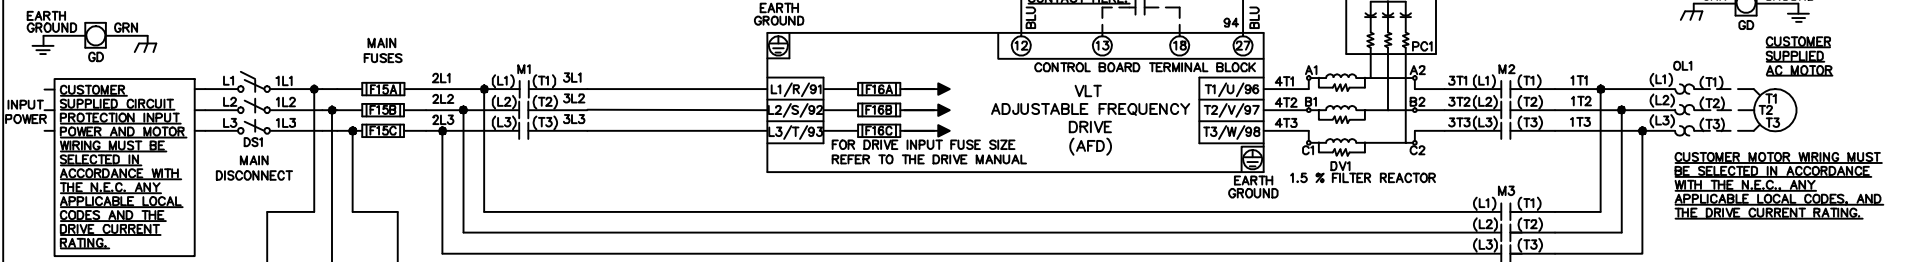 EARTH
GROUND
GRN
GD
MAIN
FUSES
INPUT
POWER
CUSTOMER
SUPPLIED CIRCUIT
PROTECTION INPUT
POWER AND MOTOR
WIRING MUST BE
SELECTED IN
ACCORDANCE WITH
THE N.E.C. ANY
APPLICABLE LOCAL
CODES AND THE
DRIVE CURRENT
RATING.
L1 1L1
L2 1L2
L3 1L3
DS1
MAIN
DISCONNECT
F15A
F15B
F15C
2L1
2L2
2L3
M1
(L1) (T1) 3L1
(L2) (T2) 3L2
(L3) (T3) 3L3
EARTH
GROUND
L1/R/91
L2/S/92
L3/T/93
F16A
F16B
F16C
FOR DRIVE INPUT FUSE SIZE
REFER TO THE DRIVE MANUAL
BLU
94
BLU
12 13 18 27
CONTROL BOARD TERMINAL BLOCK
VLT
ADJUSTABLE FREQUENCY
DRIVE
(AFD)
T1/U/96
T2/V/97
T3/W/98
EARTH
GROUND
4T1 A1 A2
4T2 B1 B2
4T3 C1 C2
PC1
DV1
1.5 % FILTER REACTOR
M2
3T1 (L1) (T1) 1T1
3T2 (L2) (T2) 1T2
3T3 (L3) (T3) 1T3
M3
(L1) (T1)
(L2) (T2)
(L3) (T3)
GD
CUSTOMER
SUPPLIED
AC MOTOR
OL1
(L1) (T1)
(L2) (T2)
(L3) (T3)
T1
T2
T3
CUSTOMER MOTOR WIRING MUST
BE SELECTED IN ACCORDANCE
WITH THE N.E.C., ANY
APPLICABLE LOCAL CODES, AND
THE DRIVE CURRENT RATING.